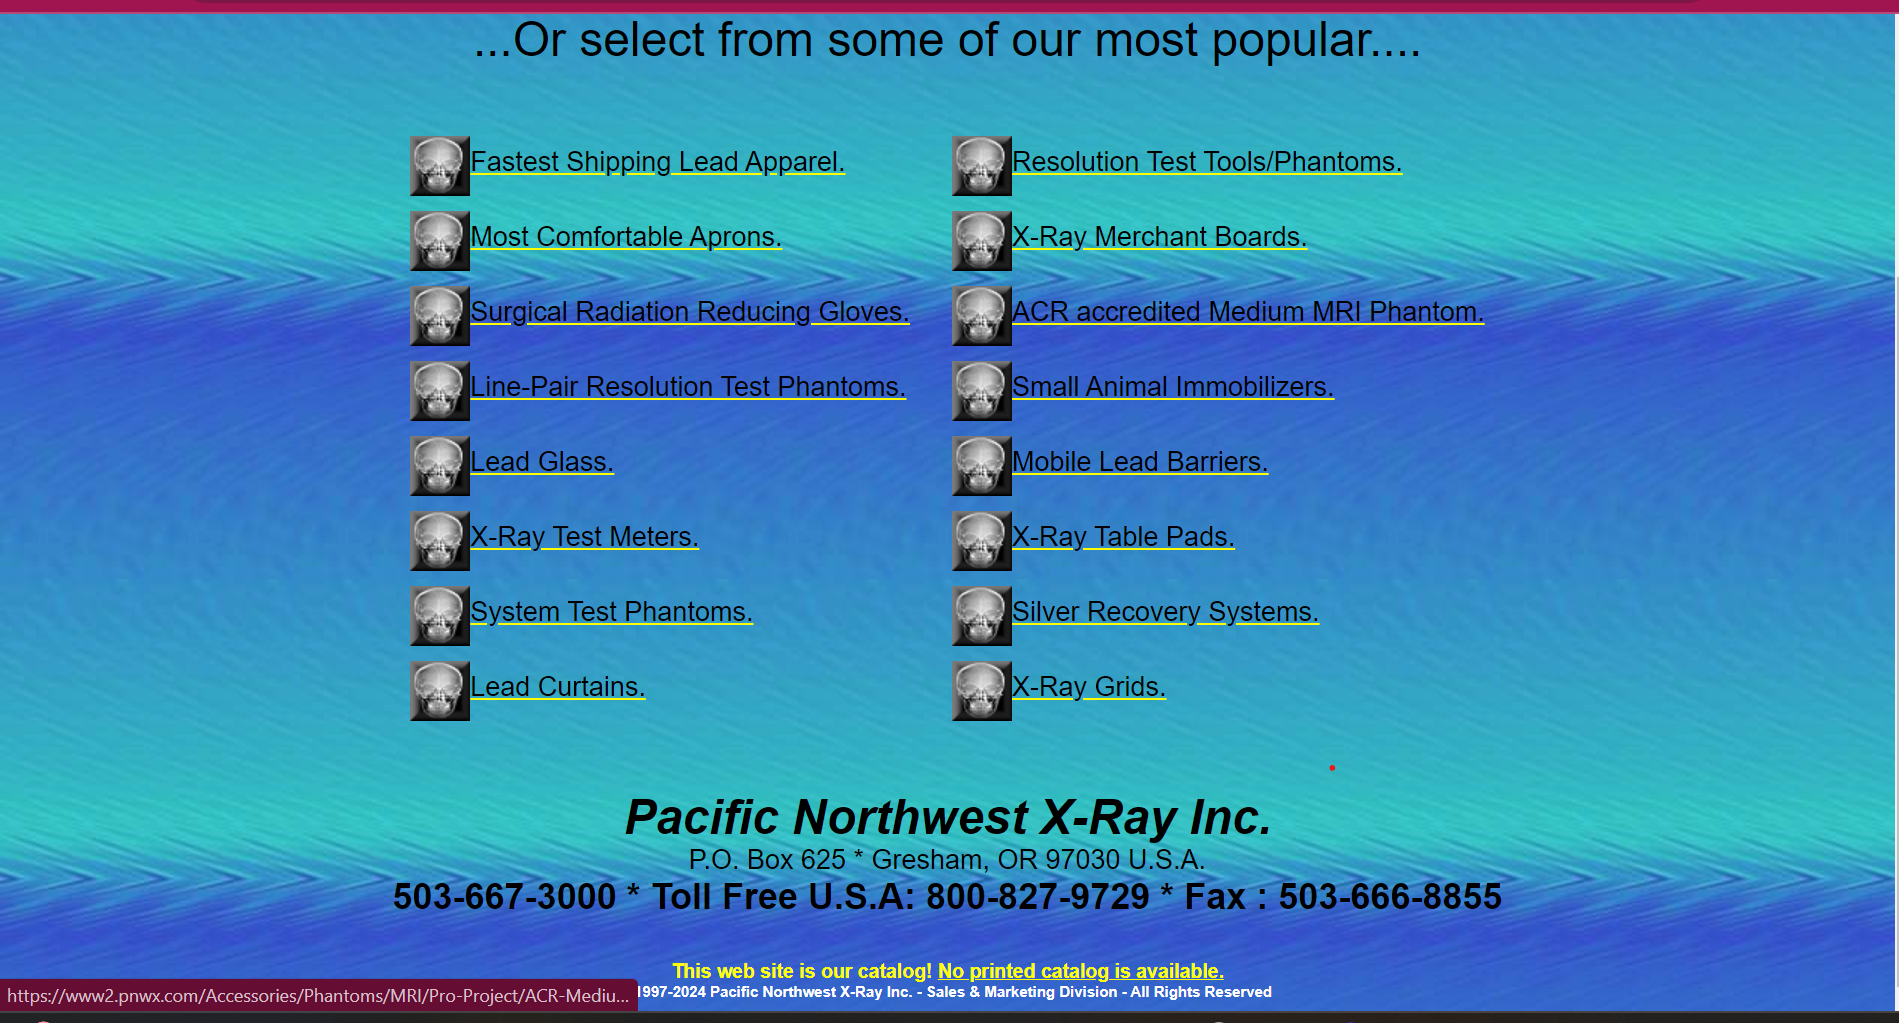 ...Or select from some of our most popular....
Fastest Shipping Lead Apparel.
Resolution Test Tools/Phantoms.
Most Comfortable Aprons.
X-Ray Merchant Boards.
Surgical Radiation Reducing Gloves.
ACR accredited Medium MRI Phantom.
Line-Pair Resolution Test Phantoms.
Small Animal Immobilizers.
Lead Glass.
Mobile Lead Barriers.
X-Ray Test Meters.
X-Ray Table Pads.
System Test Phantoms.
Silver Recovery Systems.
Lead Curtains.
X-Ray Grids.
Pacific Northwest X-Ray Inc.
P.O. Box 625 * Gresham, OR 97030 U.S.A.
503-667-3000 * Toll Free U.S.A: 800-827-9729 * Fax : 503-666-8855
This web site is our catalog! No printed catalog is available.
1997-2024 Pacific Northwest X-Ray Inc. - Sales & Marketing Division - All Rights Reserved
https://www2.pnwx.com/Accessories/Phantoms/MRI/Pro-Project/ACR-Mediu...